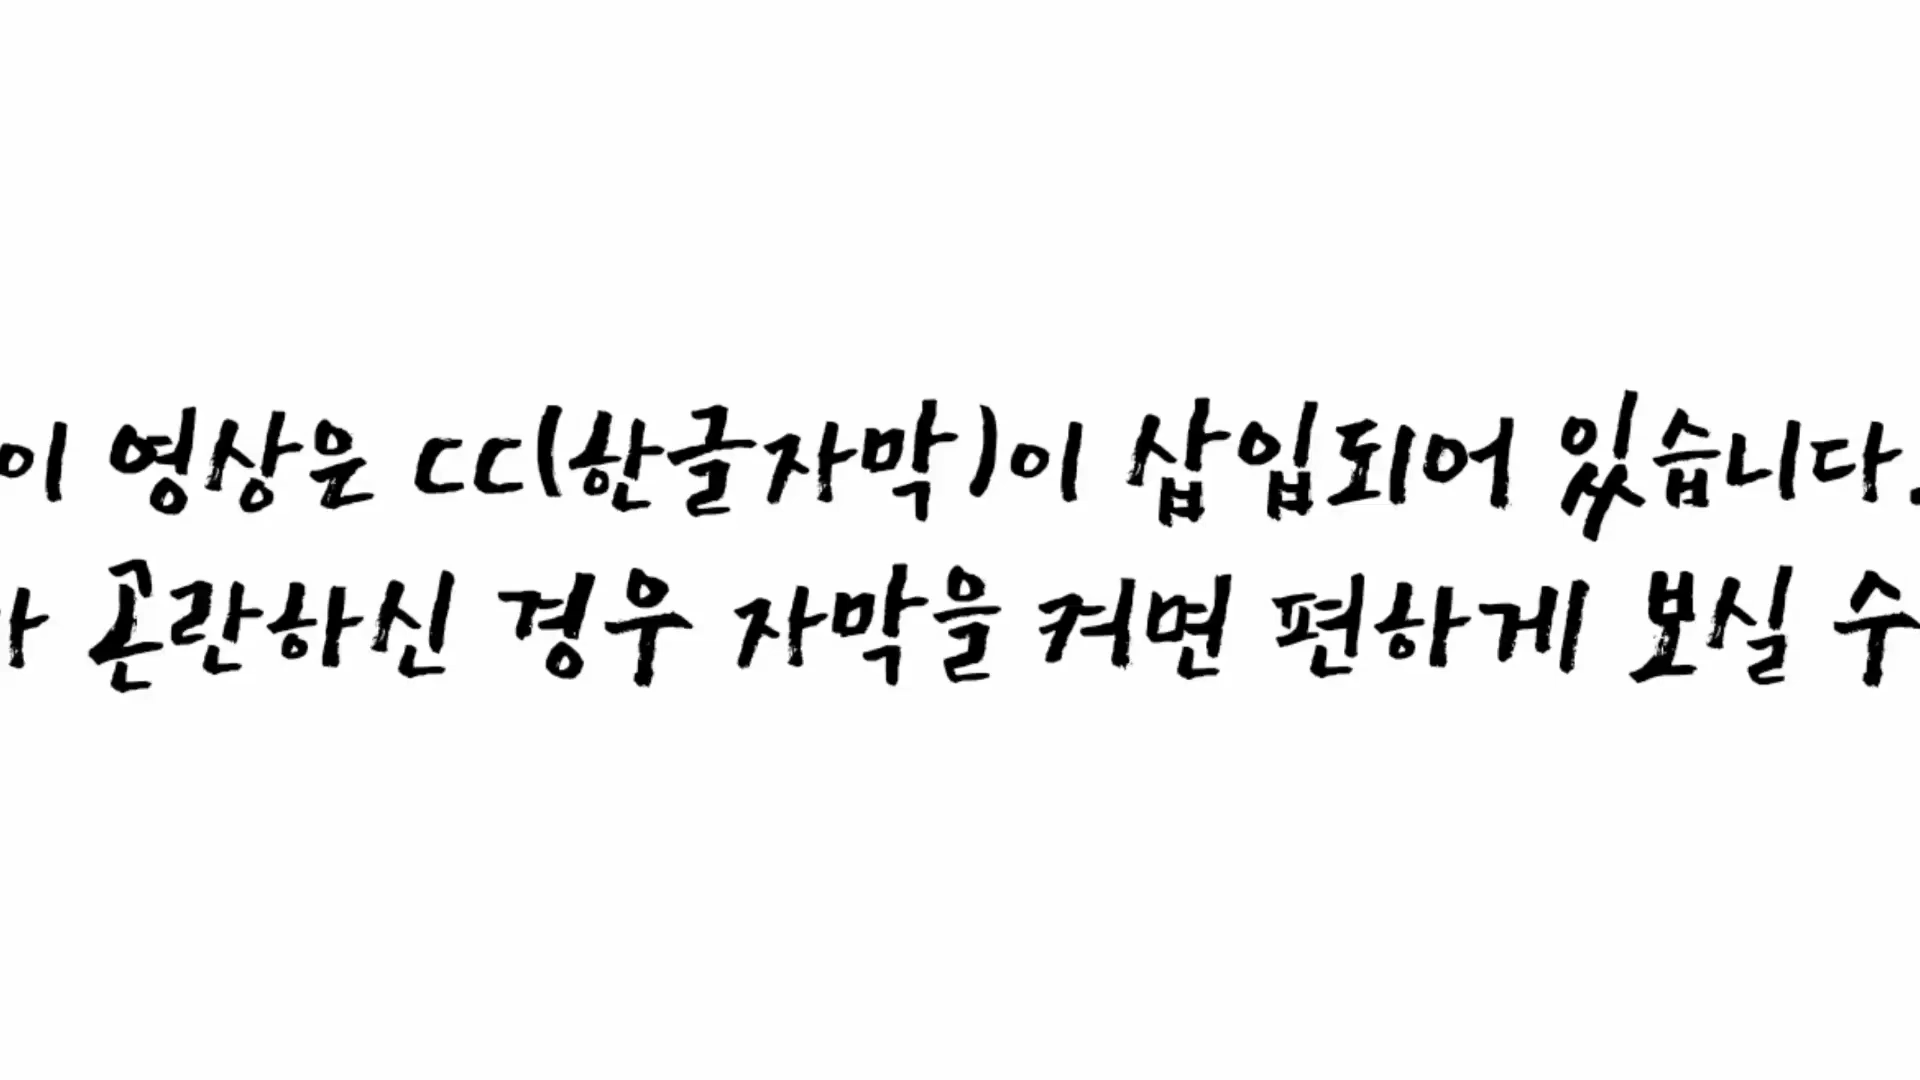 이 영상은 CC(한글자막)이 삽입되어 있습니다.
곤란하신 경우 자막을 켜면 편하게 보실 수